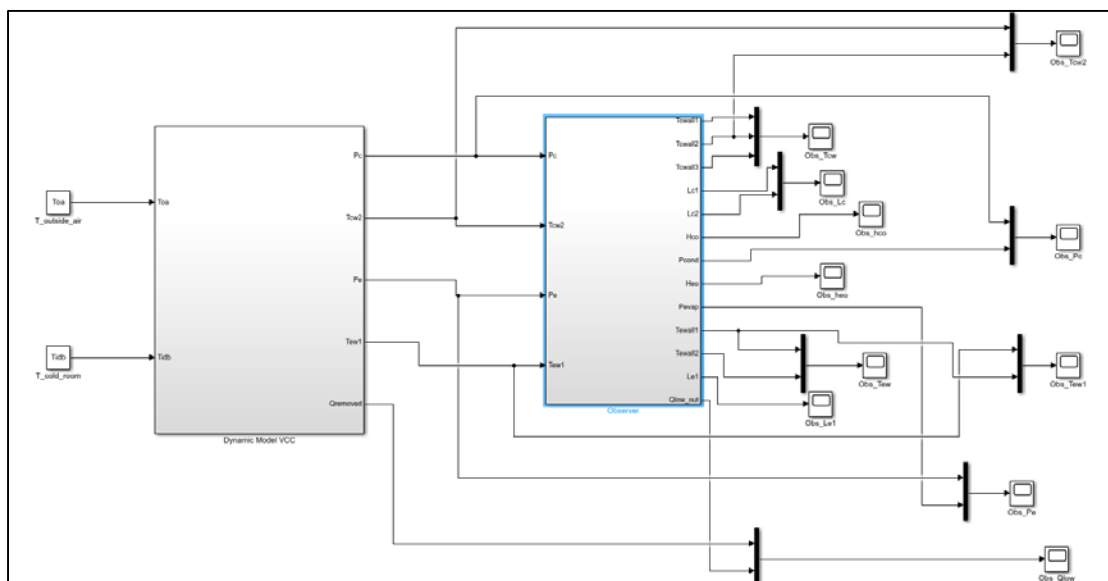 Obs_Tcw2
Toa
T_outside_air
Tidb
T_cold_room
Toa
Tidb
Pc
Tcw2
Pe
Tew1
Qremoved
Dynamic Model VCC
Pc
Tcw2
Pe
Tew1
Tcwall1
Tcwall2
Tcwall3
Lc1
Lc2
Hco
Pcond
Heo
Pevap
Tewall1
Tewall2
Le1
Qlow_out
Observer
Obs_Tcw
Obs_Lc
Obs_hco
Obs_Pc
Obs_heo
Obs_Tew
Obs_Tew1
Obs_Le1
Obs_Pe
Obs_Qlow